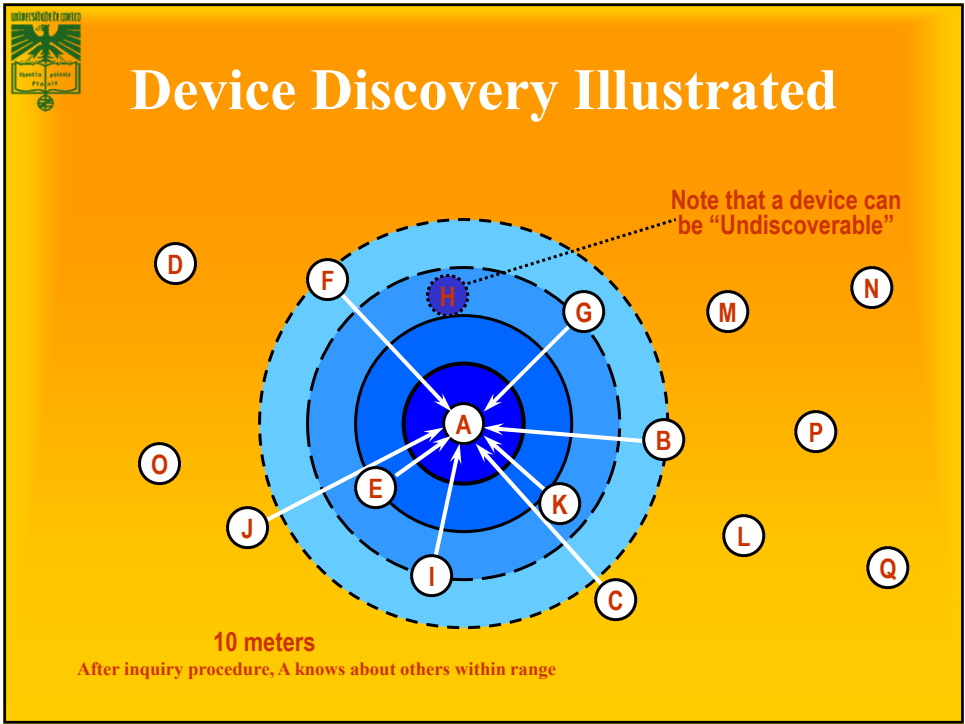 Device Discovery Illustrated
Note that a device can
be “Undiscoverable”
D
F
H
G
M
N
A
B
P
O
E
K
J
I
L
C
Q
10 meters
After inquiry procedure, A knows about others within range